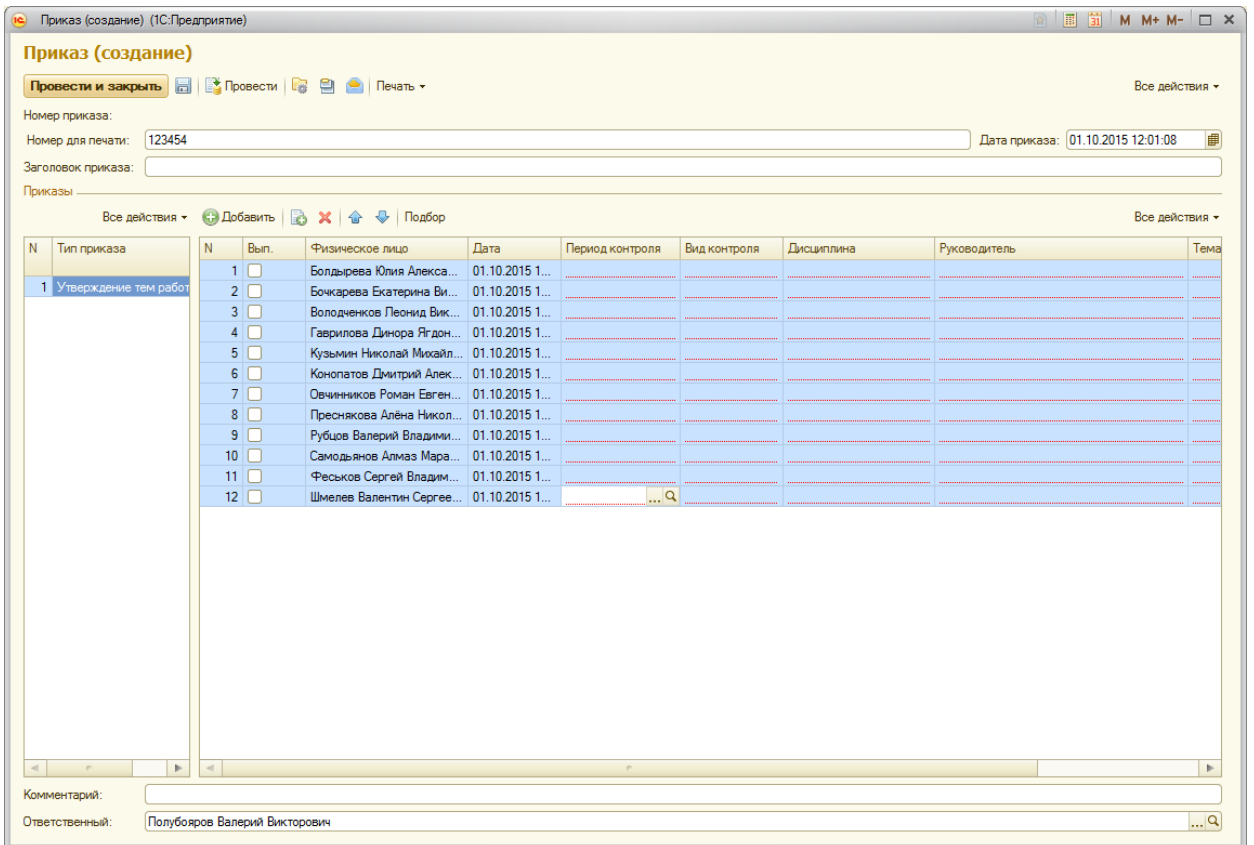 Приказ (создание) (1С:Предприятие)
31 M M+ M-
Приказ (создание)
Провести и закрыть Провести Печать Все действия
Номер приказа:
Номер для печати: 123454 Дата приказа: 01.10.2015 12:01:08
Заголовок приказа:
Приказы
Все действия Добавить Подбор Все действия
N Тип приказа N Вып. Физическое лицо Дата Период контроля Вид контроля Дисциплина Руководитель Тема
1 Утверждение тем работ
1 Болдырева Юлия Алекса... 01.10.2015 1...
2 Бочкарева Екатерина Ви... 01.10.2015 1...
3 Володченков Леонид Вик... 01.10.2015 1...
4 Гаврилова Динора Ягдон... 01.10.2015 1...
5 Кузьмин Николай Михайл... 01.10.2015 1...
6 Конопатов Дмитрий Алек... 01.10.2015 1...
7 Овчинников Роман Евген... 01.10.2015 1...
8 Преснякова Алёна Никол... 01.10.2015 1...
9 Рубцов Валерий Владими... 01.10.2015 1...
10 Самодьянов Алмаз Мара... 01.10.2015 1...
11 Феськов Сергей Владим... 01.10.2015 1...
12 Шмелев Валентин Сергее... 01.10.2015 1... ...
Комментарий:
Ответственный: Полубояров Валерий Викторович ...